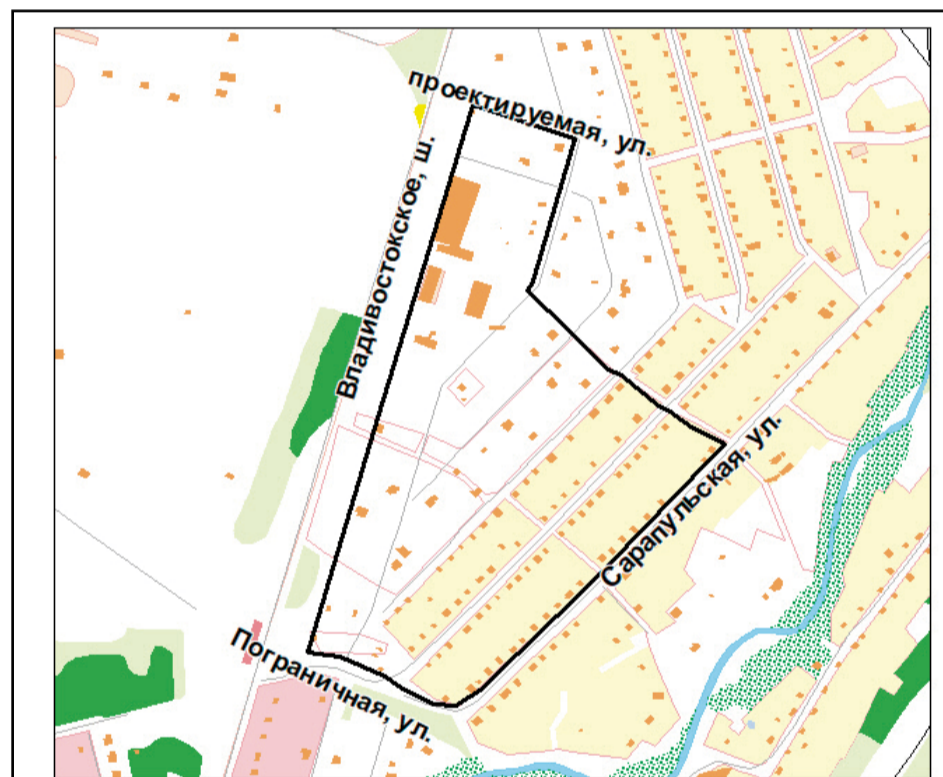 проектируемая, ул.
Владивостокское, ш.
Сарапульская, ул.
Пограничная, ул.